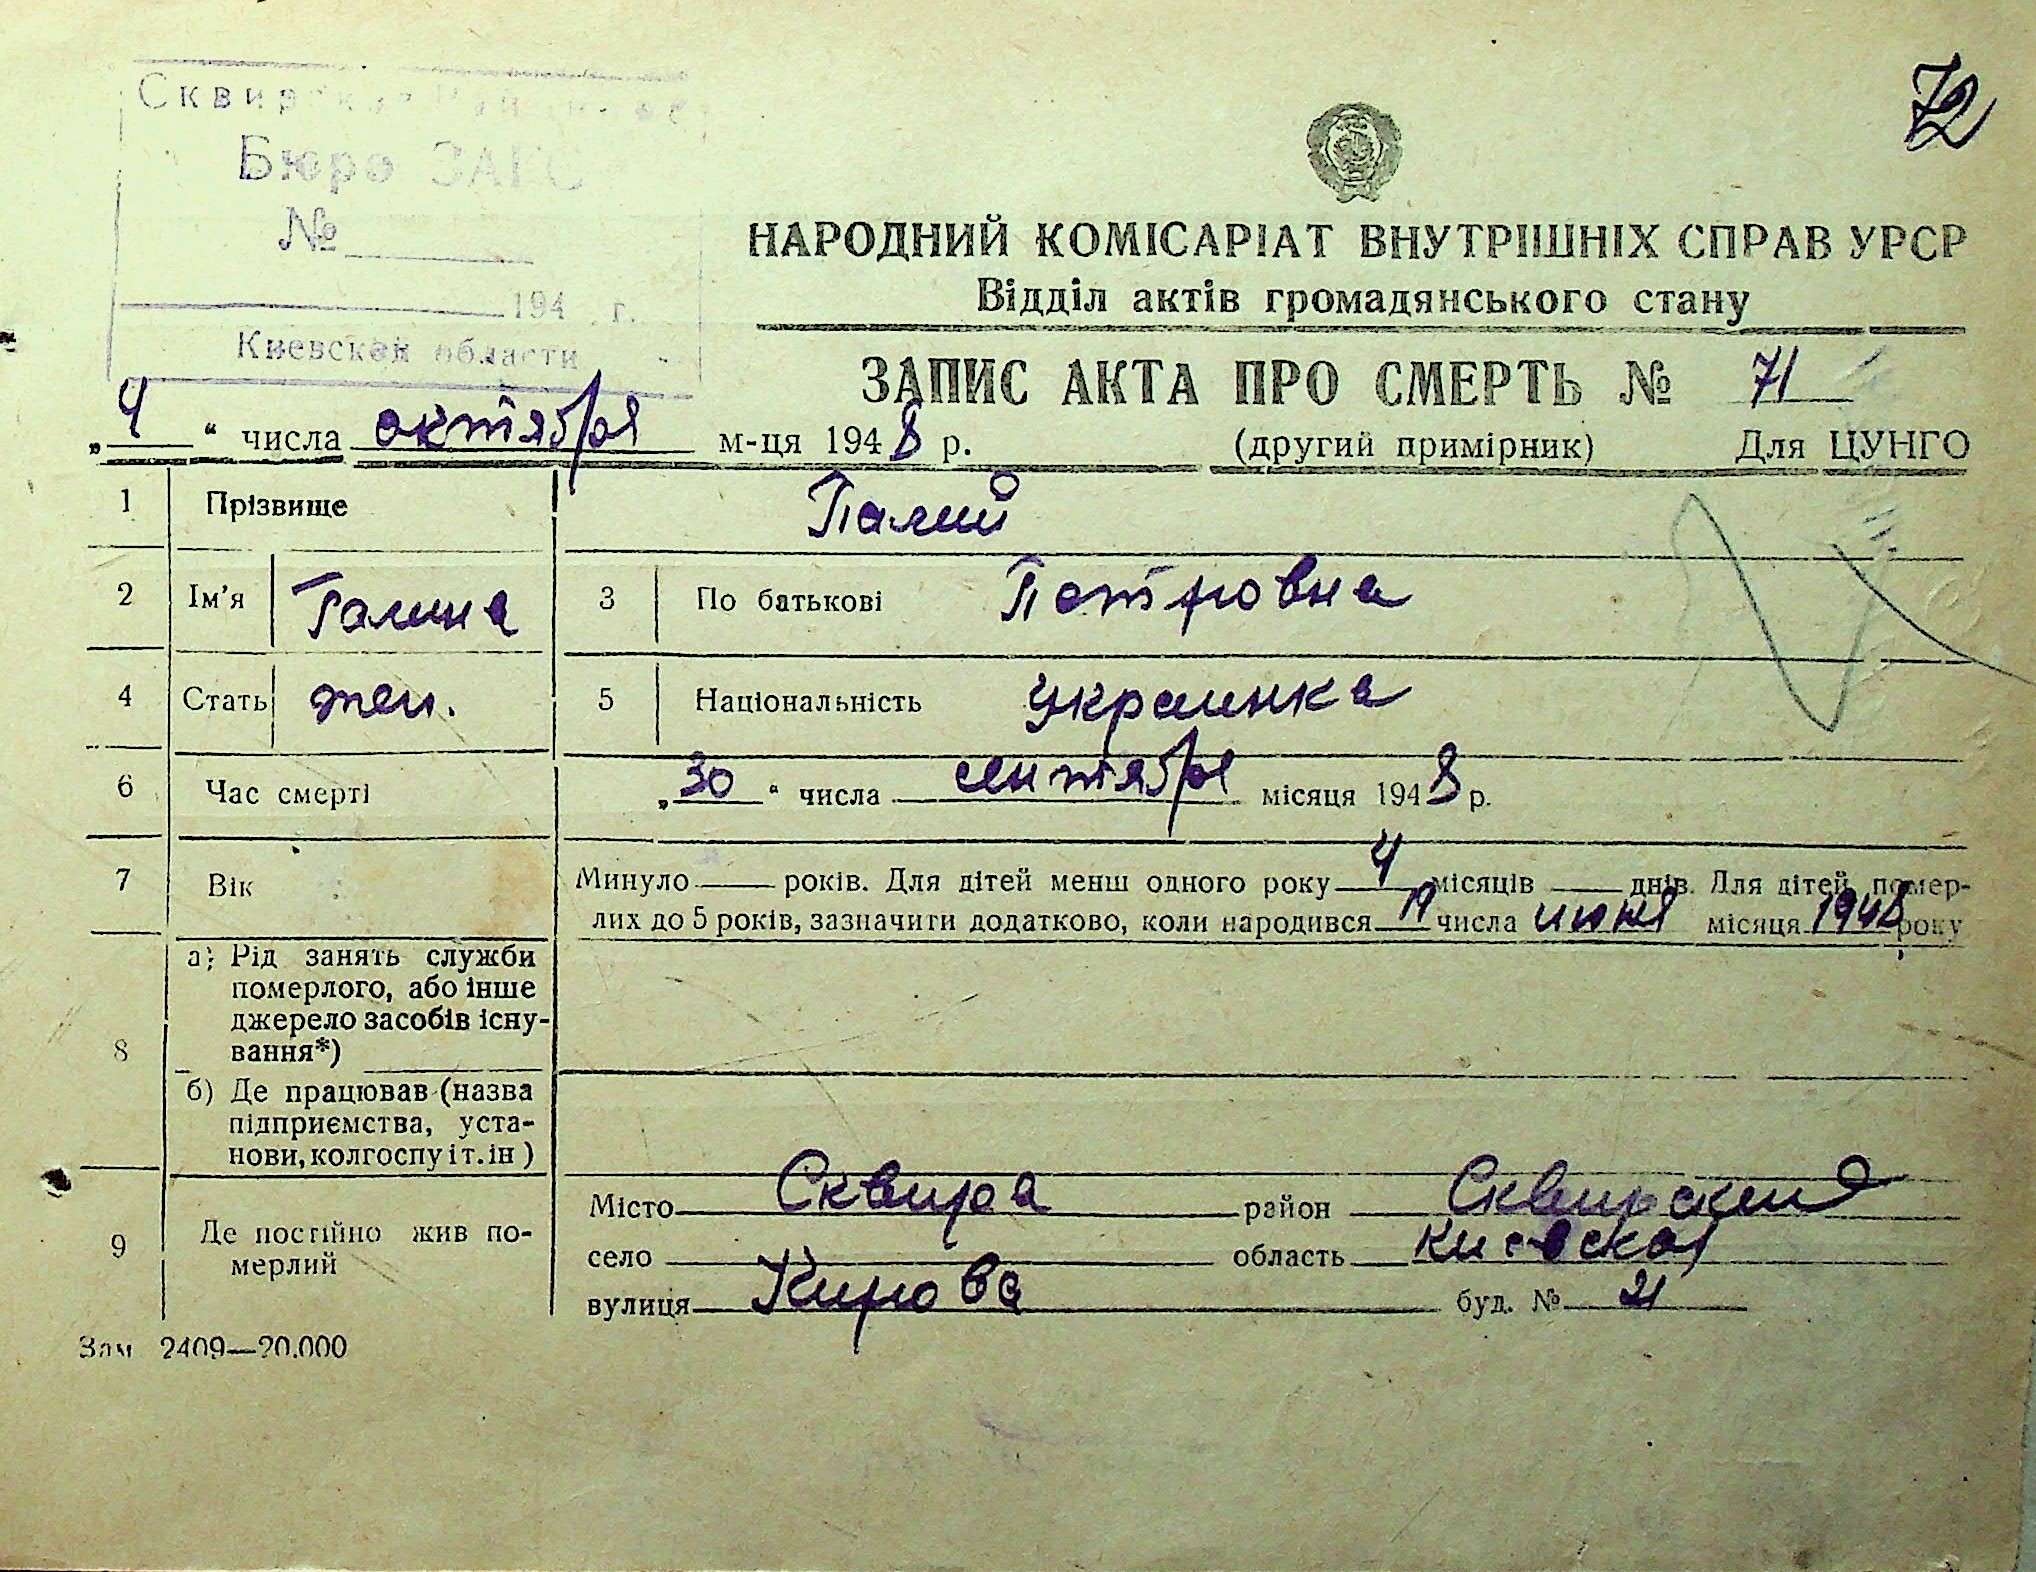 72
Сквирское
Бюро ЗАГС
№
194 г.
Киевской области
НАРОДНИЙ КОМІСАРІАТ ВНУТРІШНІХ СПРАВ УРСР
Відділ актів громадянського стану
ЗАПИС АКТА ПРО СМЕРТЬ № 71
„4“ числа октября м-ця 1948 р. (другий примірник) Для ЦУНГО
1 Прізвище Палий
2 Ім'я Галина 3 По батькові Петровна
4 Стать жен. 5 Національність украинка
6 Час смерті „30“ числа сентября місяця 1948 р.
7 Вік Минуло — років. Для дітей менш одного року 4 місяців — днів. Для дітей, помер-
лих до 5 років, зазначити додатково, коли народився 19 числа июня місяця 1948 року
8 а) Рід занять служби
померлого, або інше
джерело засобів існу-
вання*)
б) Де працював (назва
підприємства, уста-
нови, колгоспу і т. ін)
9 Де постійно жив по-
мерлий
Місто Сквира район Сквирский
село область Киевская
вулиця Кирова буд. № 21
Зам 2409—20.000